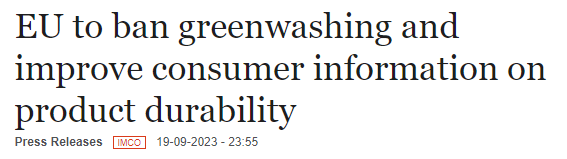 EU to ban greenwashing and
improve consumer information on
product durability
Press Releases IMCO 19-09-2023 - 23:55